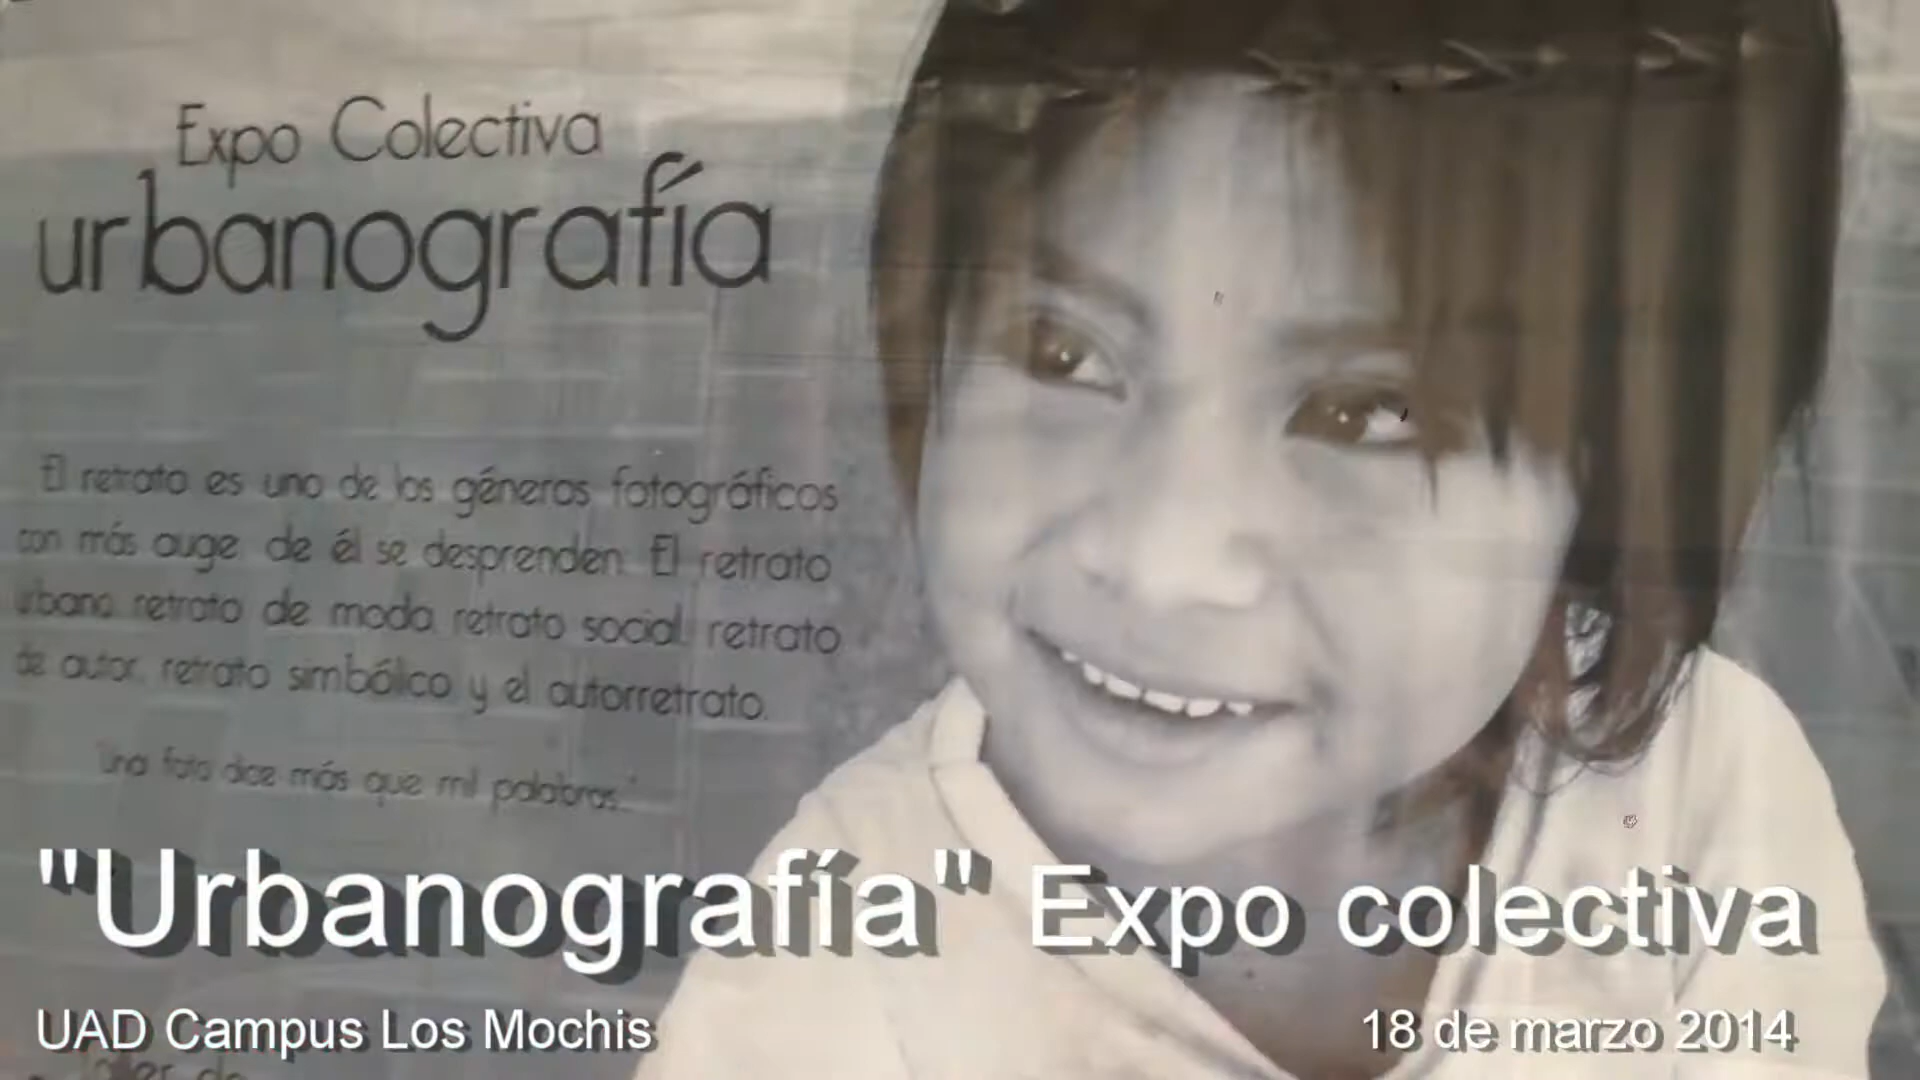 Expo Colectiva
urbanografía
El retrato es uno de los géneros fotográficos
con más auge de él se desprenden: El retrato
urbano, retrato de moda, retrato social, retrato
de autor, retrato simbólico y el autorretrato.
"Una foto dice más que mil palabras..."
"Urbanografía" Expo colectiva
UAD Campus Los Mochis
18 de marzo 2014